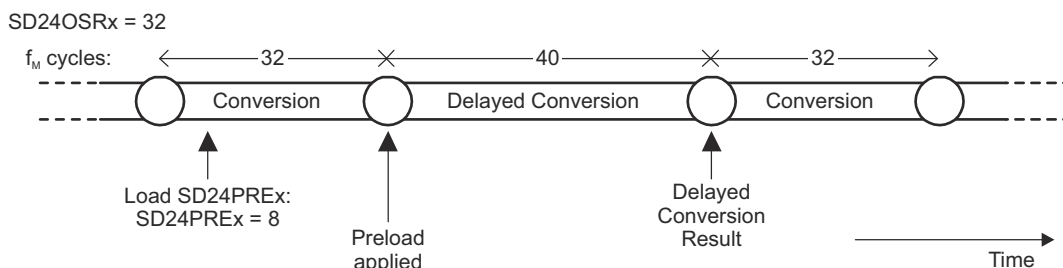 SD24OSRx = 32
f_M cycles: 32 40 32
Conversion Delayed Conversion Conversion
Load SD24PREx:
SD24PREx = 8
Preload
applied
Delayed
Conversion
Result
Time